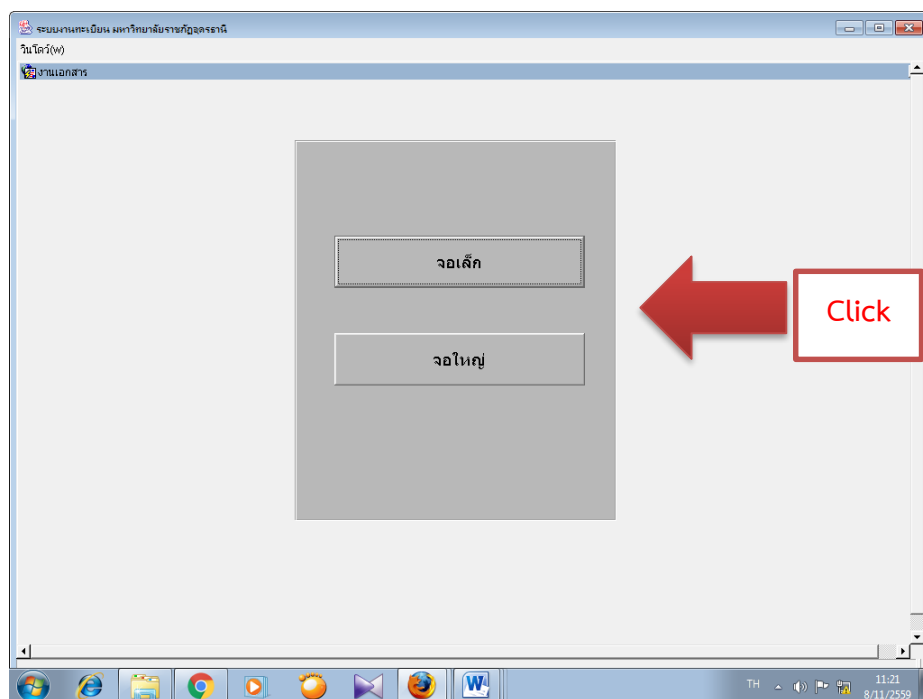 ระบบงานทะเบียน มหาวิทยาลัยราชภัฏอุดรธานี
วินโดว์(w)
งานเอกสาร
จอเล็ก
จอใหญ่
Click
W
TH
11:21
8/11/2559